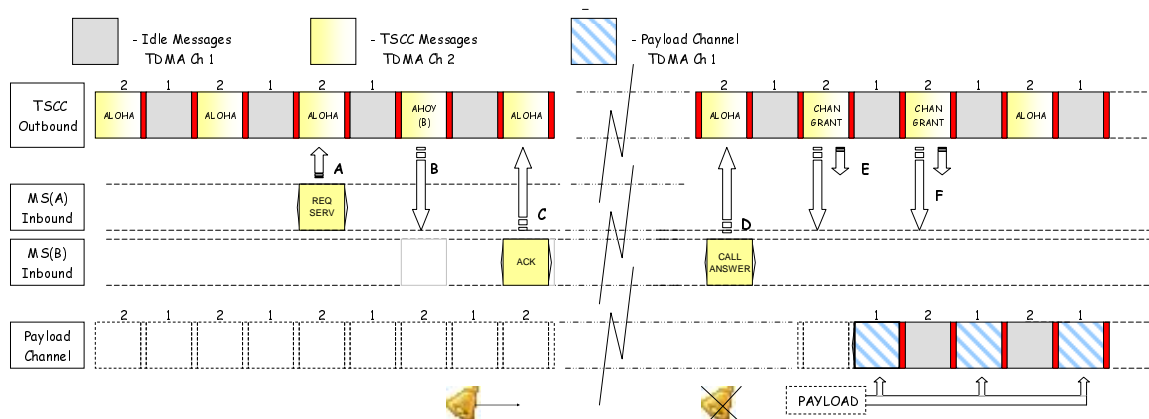 - Idle Messages
TDMA Ch 1
- TSCC Messages
TDMA Ch 2
- Payload Channel
TDMA Ch 1
2 1 2 1 2 1 2 2 1 2 1 2 1 2 1
TSCC
Outbound
ALOHA ALOHA ALOHA AHOY
(B) ALOHA ALOHA CHAN
GRANT CHAN
GRANT ALOHA
A B C D E F
MS(A)
Inbound
REQ
SERV
MS(B)
Inbound
ACK
CALL
ANSWER
2 1 2 1 2 1 2 1 2 1 2 1 2 1
Payload
Channel
PAYLOAD